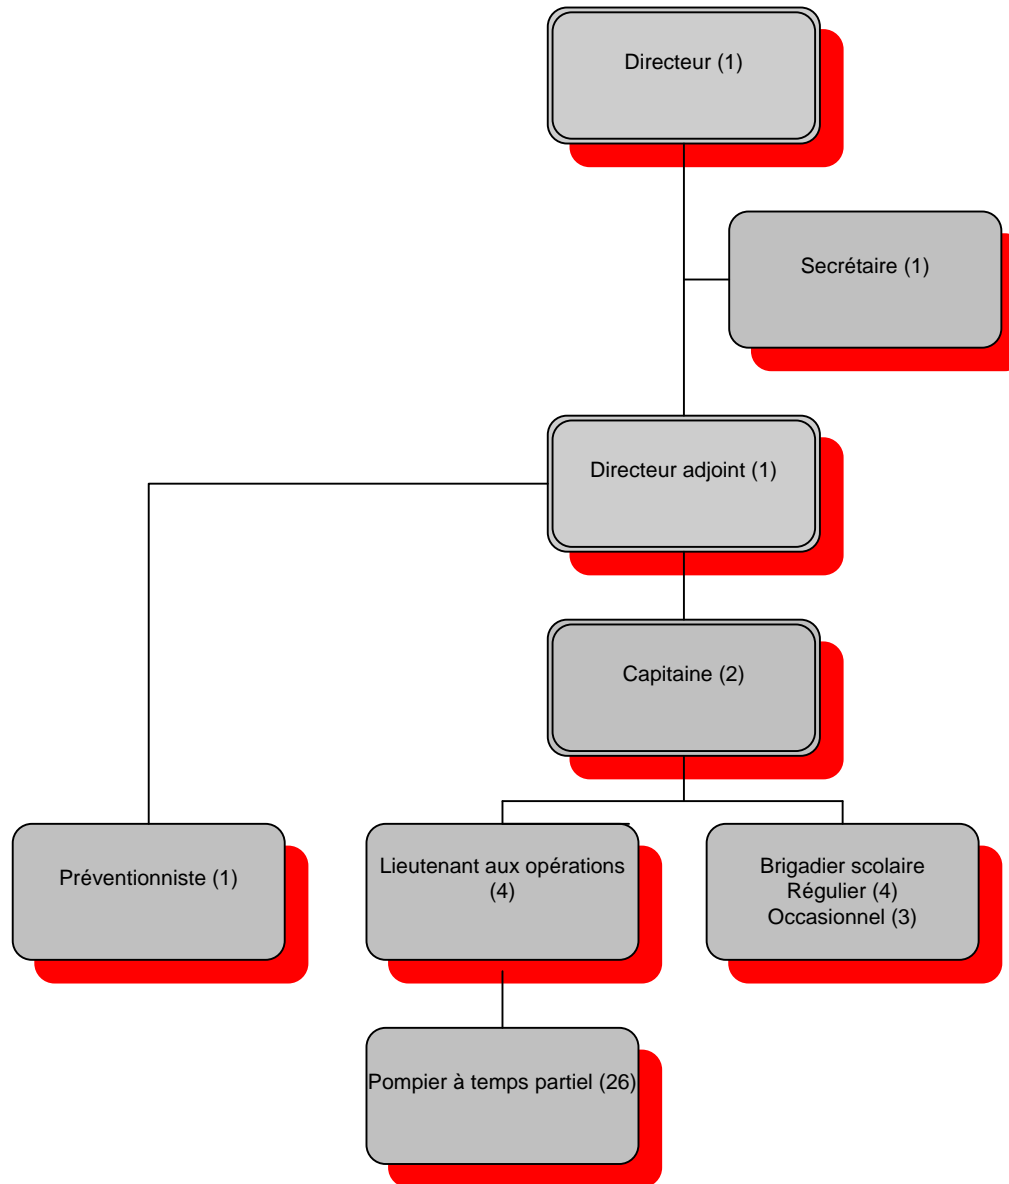 Directeur (1)
Secrétaire (1)
Directeur adjoint (1)
Capitaine (2)
Préventionniste (1)
Lieutenant aux opérations
(4)
Brigadier scolaire
Régulier (4)
Occasionnel (3)
Pompier à temps partiel (26)